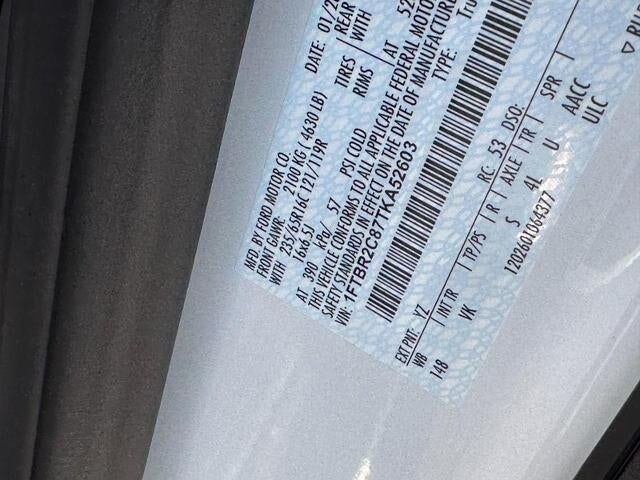 MFD BY FORD MOTOR CO.
DATE: 01/2
FRONT GAWR: 2100 KG ( 4630 LB)
REAR
WITH 235/65R16C 121/119R TIRES WITH
16x6.5J RIMS
AT 390 kPa/ 57 PSI COLD AT 52
THIS VEHICLE CONFORMS TO ALL APPLICABLE FEDERAL MOTOR
SAFETY STANDARDS IN EFFECT ON THE DATE OF MANUFACTURE
VIN: 1FTBR2C87TKA52603
TYPE: Tru
EXT PNT: YZ RC: 53 DSO:
WB INT TR TP/PS R AXLE TR SPR
148 VK S 4L U AACC
1202601064377 ULC